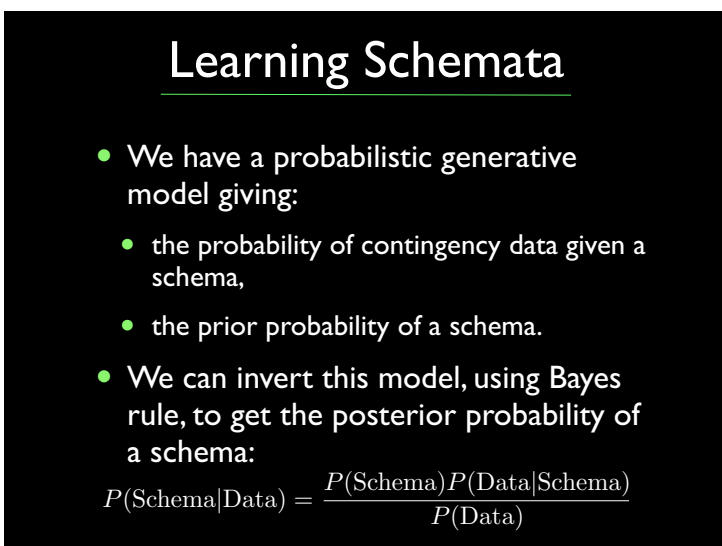 Learning Schemata
• We have a probabilistic generative
model giving:
• the probability of contingency data given a
schema,
• the prior probability of a schema.
• We can invert this model, using Bayes
rule, to get the posterior probability of
a schema:
P(Schema|Data) = P(Schema)P(Data|Schema) / P(Data)